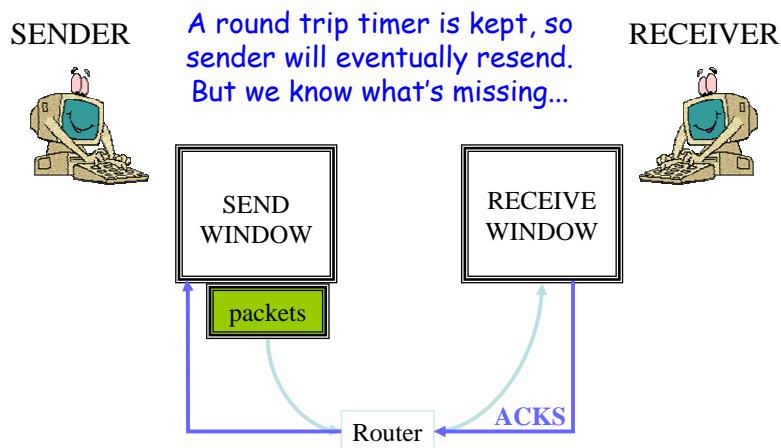 A round trip timer is kept, so
sender will eventually resend.
But we know what's missing...
SENDER
RECEIVER
SEND
WINDOW
RECEIVE
WINDOW
packets
ACKS
Router